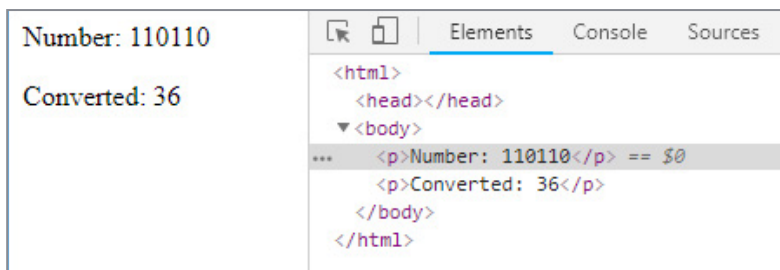 Number: 110110
Converted: 36
Elements Console Sources
<html>
<head></head>
▼<body>
... <p>Number: 110110</p> == $0
<p>Converted: 36</p>
</body>
</html>